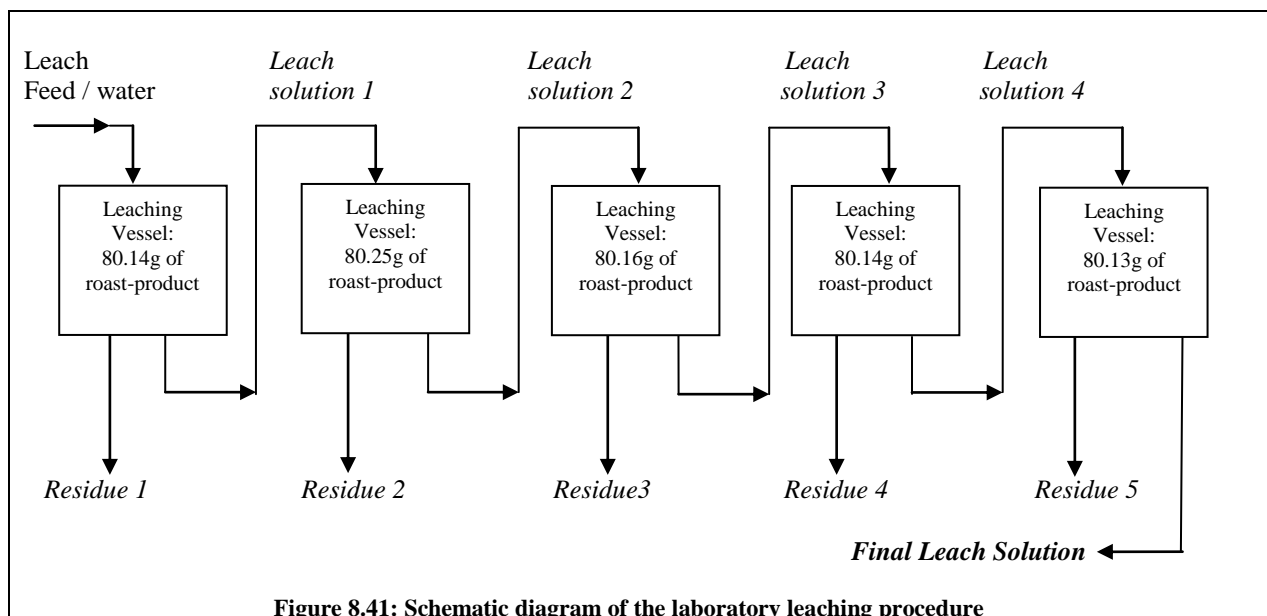 Leach
Feed / water
Leach
solution 1
Leach
solution 2
Leach
solution 3
Leach
solution 4
Leaching
Vessel:
80.14g of
roast-product
Leaching
Vessel:
80.25g of
roast-product
Leaching
Vessel:
80.16g of
roast-product
Leaching
Vessel:
80.14g of
roast-product
Leaching
Vessel:
80.13g of
roast-product
Residue 1
Residue 2
Residue3
Residue 4
Residue 5
Final Leach Solution
Figure 8.41: Schematic diagram of the laboratory leaching procedure